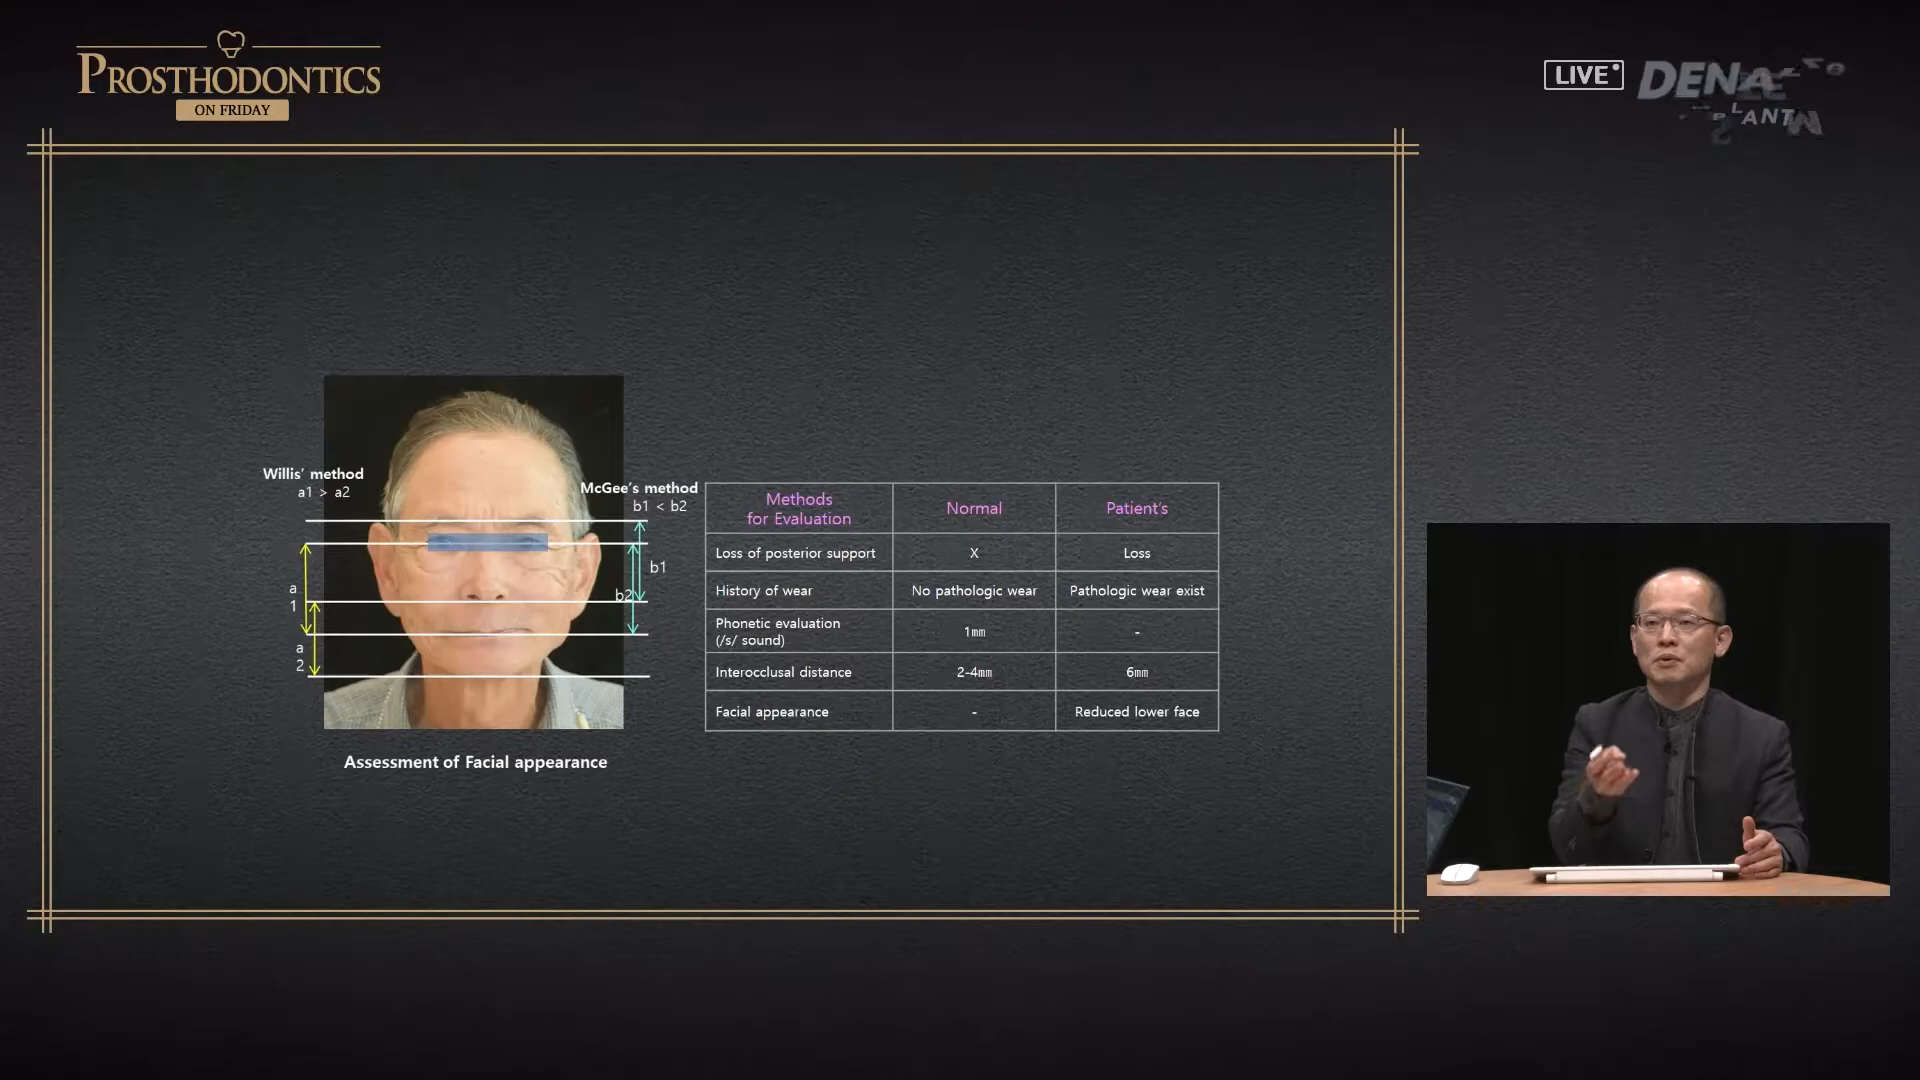 PROSTHODONTICS
ON FRIDAY
LIVE
Willis' method
a1 > a2
McGee's method
b1 < b2
a
1
a
2
b1
b2
Assessment of Facial appearance
Methods
for Evaluation
Normal
Patient's
Loss of posterior support
X
Loss
History of wear
No pathologic wear
Pathologic wear exist
Phonetic evaluation
(/s/ sound)
1㎜
-
Interocclusal distance
2-4㎜
6㎜
Facial appearance
-
Reduced lower face